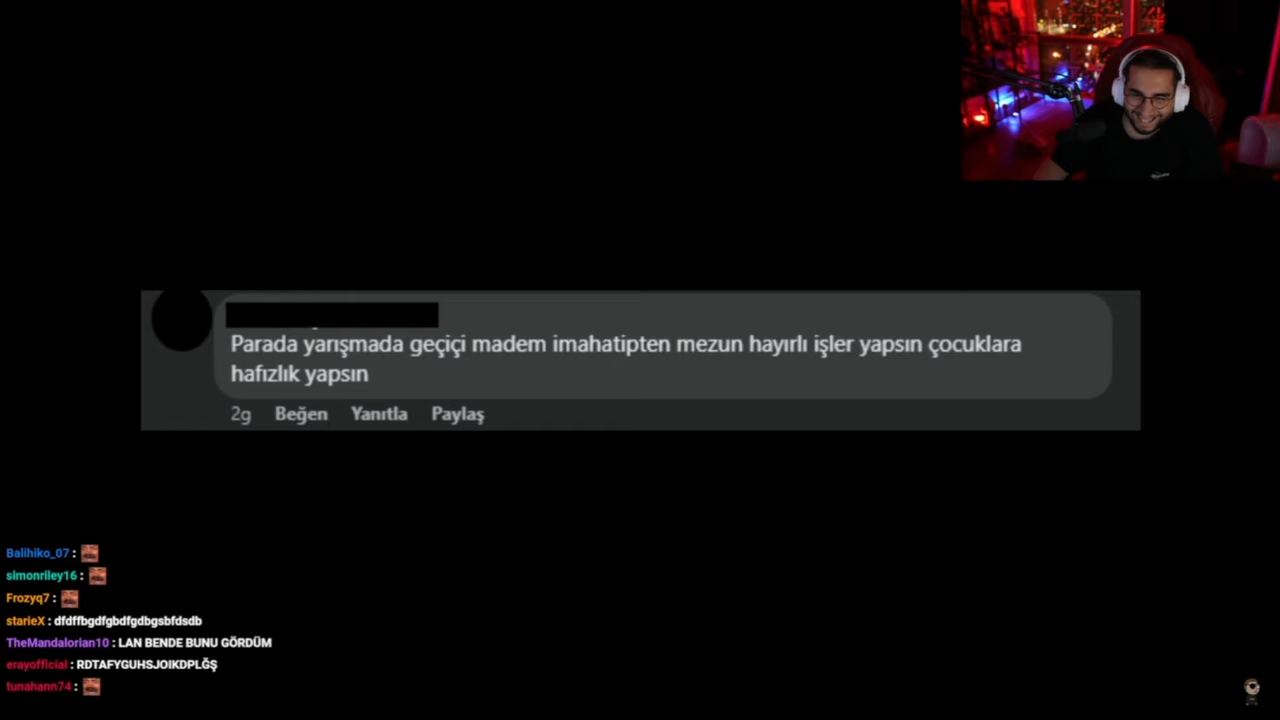 Parada yarışmada geçiçi madem imahatipten mezun hayırlı işler yapsın çocuklara
hafızlık yapsın
2g Beğen Yanıtla Paylaş
Balihiko_07 :
simonriley16 :
Frozyq7 :
starieX : dfdffbgdfgbdfgdbgsbfdsdb
TheMandalorian10 : LAN BENDE BUNU GÖRDÜM
erayofficial : RDTAFYGUHSJOIKDPLĞŞ
tunahann74 :